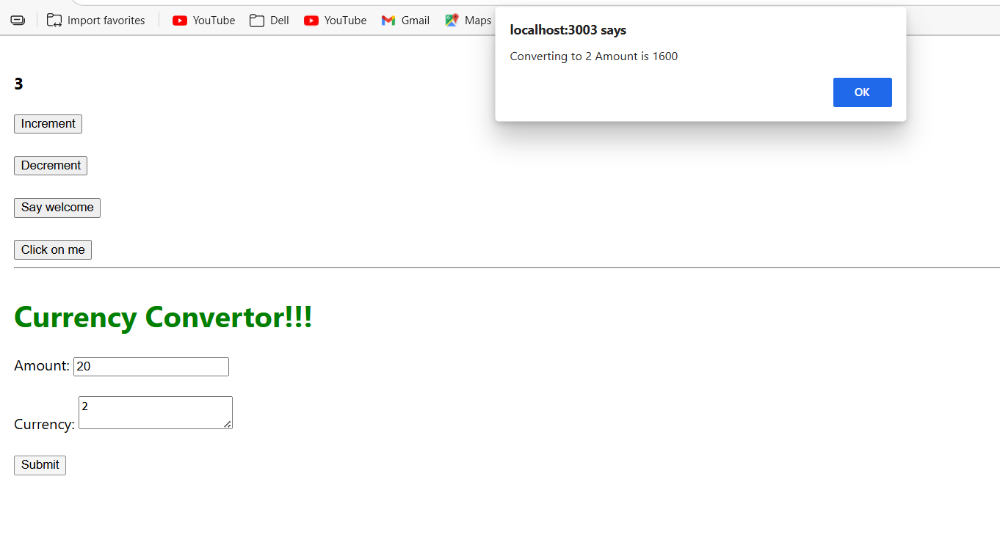 Import favorites YouTube Dell YouTube Gmail Maps
localhost:3003 says
Converting to 2 Amount is 1600
OK
3
Increment
Decrement
Say welcome
Click on me
Currency Convertor!!!
Amount: 20
Currency: 2
Submit